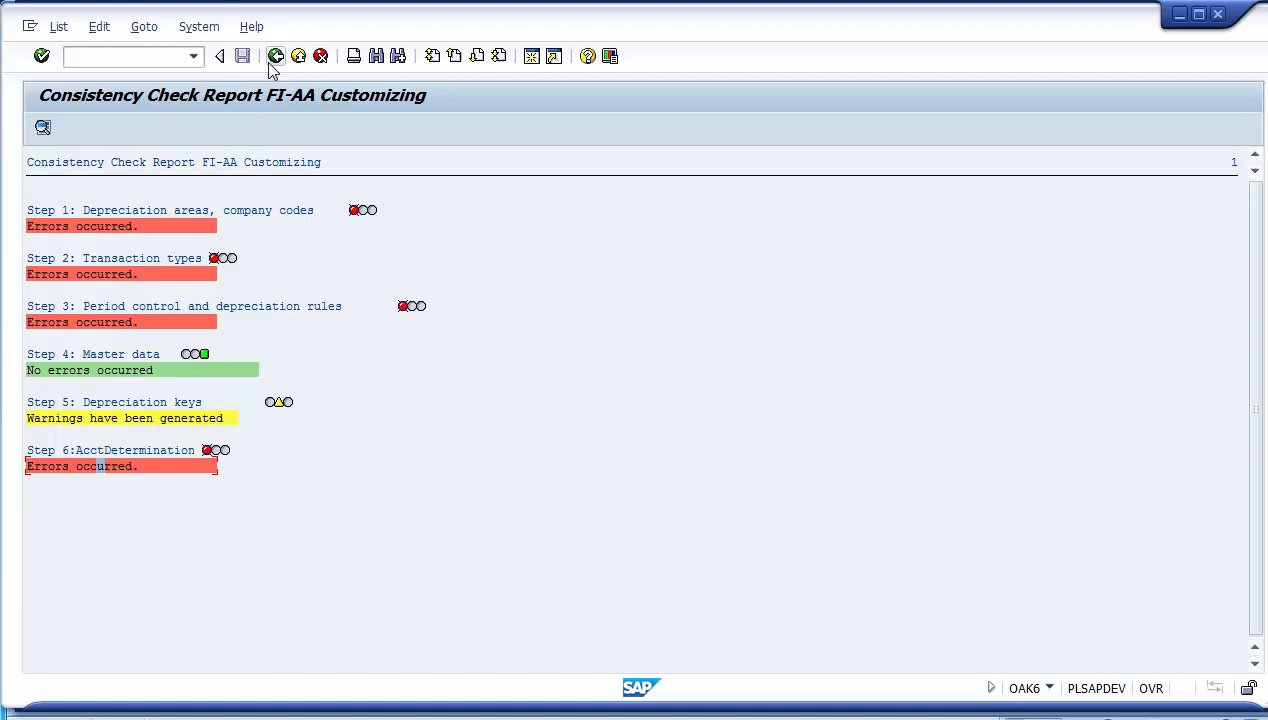 List Edit Goto System Help
Consistency Check Report FI-AA Customizing
Consistency Check Report FI-AA Customizing 1
Step 1: Depreciation areas, company codes
Errors occurred.
Step 2: Transaction types
Errors occurred.
Step 3: Period control and depreciation rules
Errors occurred.
Step 4: Master data
No errors occurred
Step 5: Depreciation keys
Warnings have been generated
Step 6:AcctDetermination
Errors occurred.
SAP OAK6 PLSAPDEV OVR